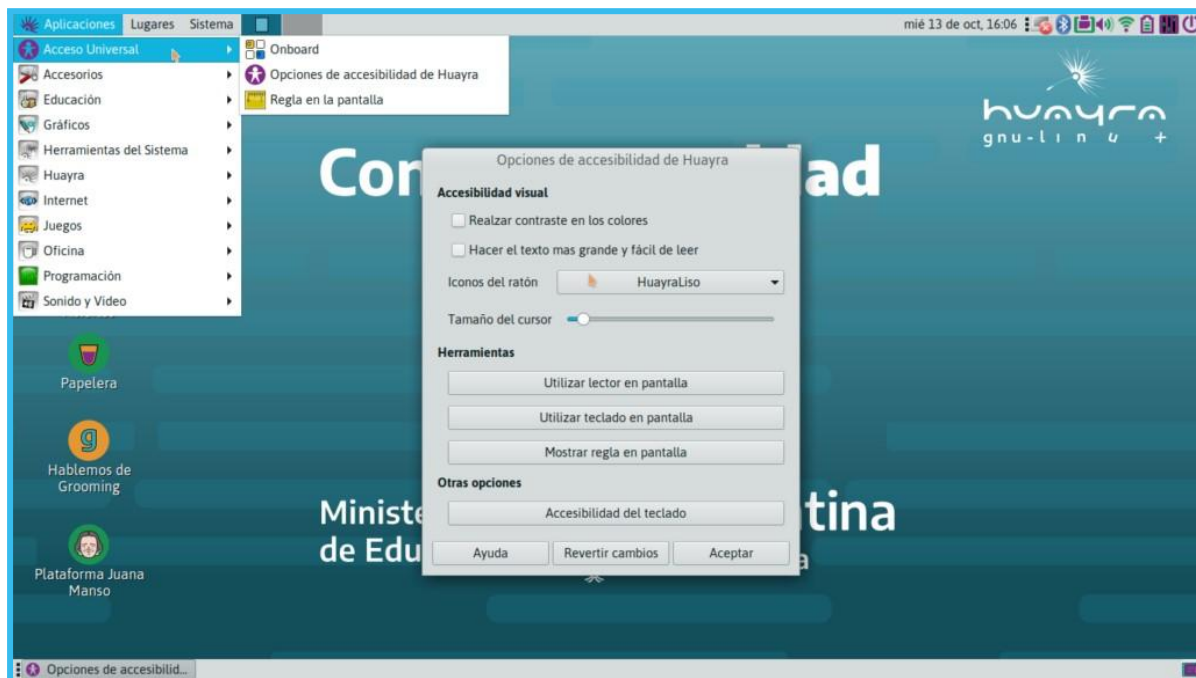 Aplicaciones Lugares Sistema
mié 13 de oct, 16:06
Acceso Universal
Accesorios
Educación
Gráficos
Herramientas del Sistema
Huayra
Internet
Juegos
Oficina
Programación
Sonido y Video
Onboard
Opciones de accesibilidad de Huayra
Regla en la pantalla
huayra
gnu-linux
Papelera
Hablemos de
Grooming
Plataforma Juana
Manso
Con
ad
Ministe
tina
de Edu
a
Opciones de accesibilidad de Huayra
Accesibilidad visual
Realzar contraste en los colores
Hacer el texto mas grande y fácil de leer
Iconos del ratón HuayraLiso
Tamaño del cursor
Herramientas
Utilizar lector en pantalla
Utilizar teclado en pantalla
Mostrar regla en pantalla
Otras opciones
Accesibilidad del teclado
Ayuda Revertir cambios Aceptar
Opciones de accesibilid...